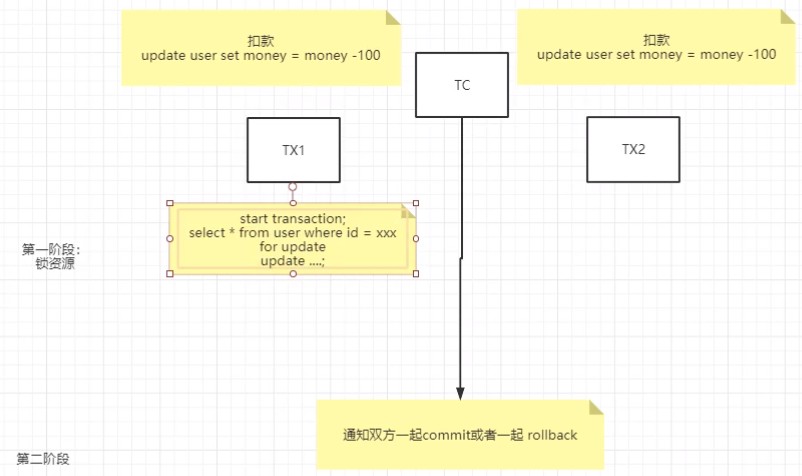 扣款
update user set money = money -100
扣款
update user set money = money -100
TC
TX1
TX2
start transaction;
select * from user where id = xxx
for update
update ....;
第一阶段：
锁资源
通知双方一起commit或者一起 rollback
第二阶段